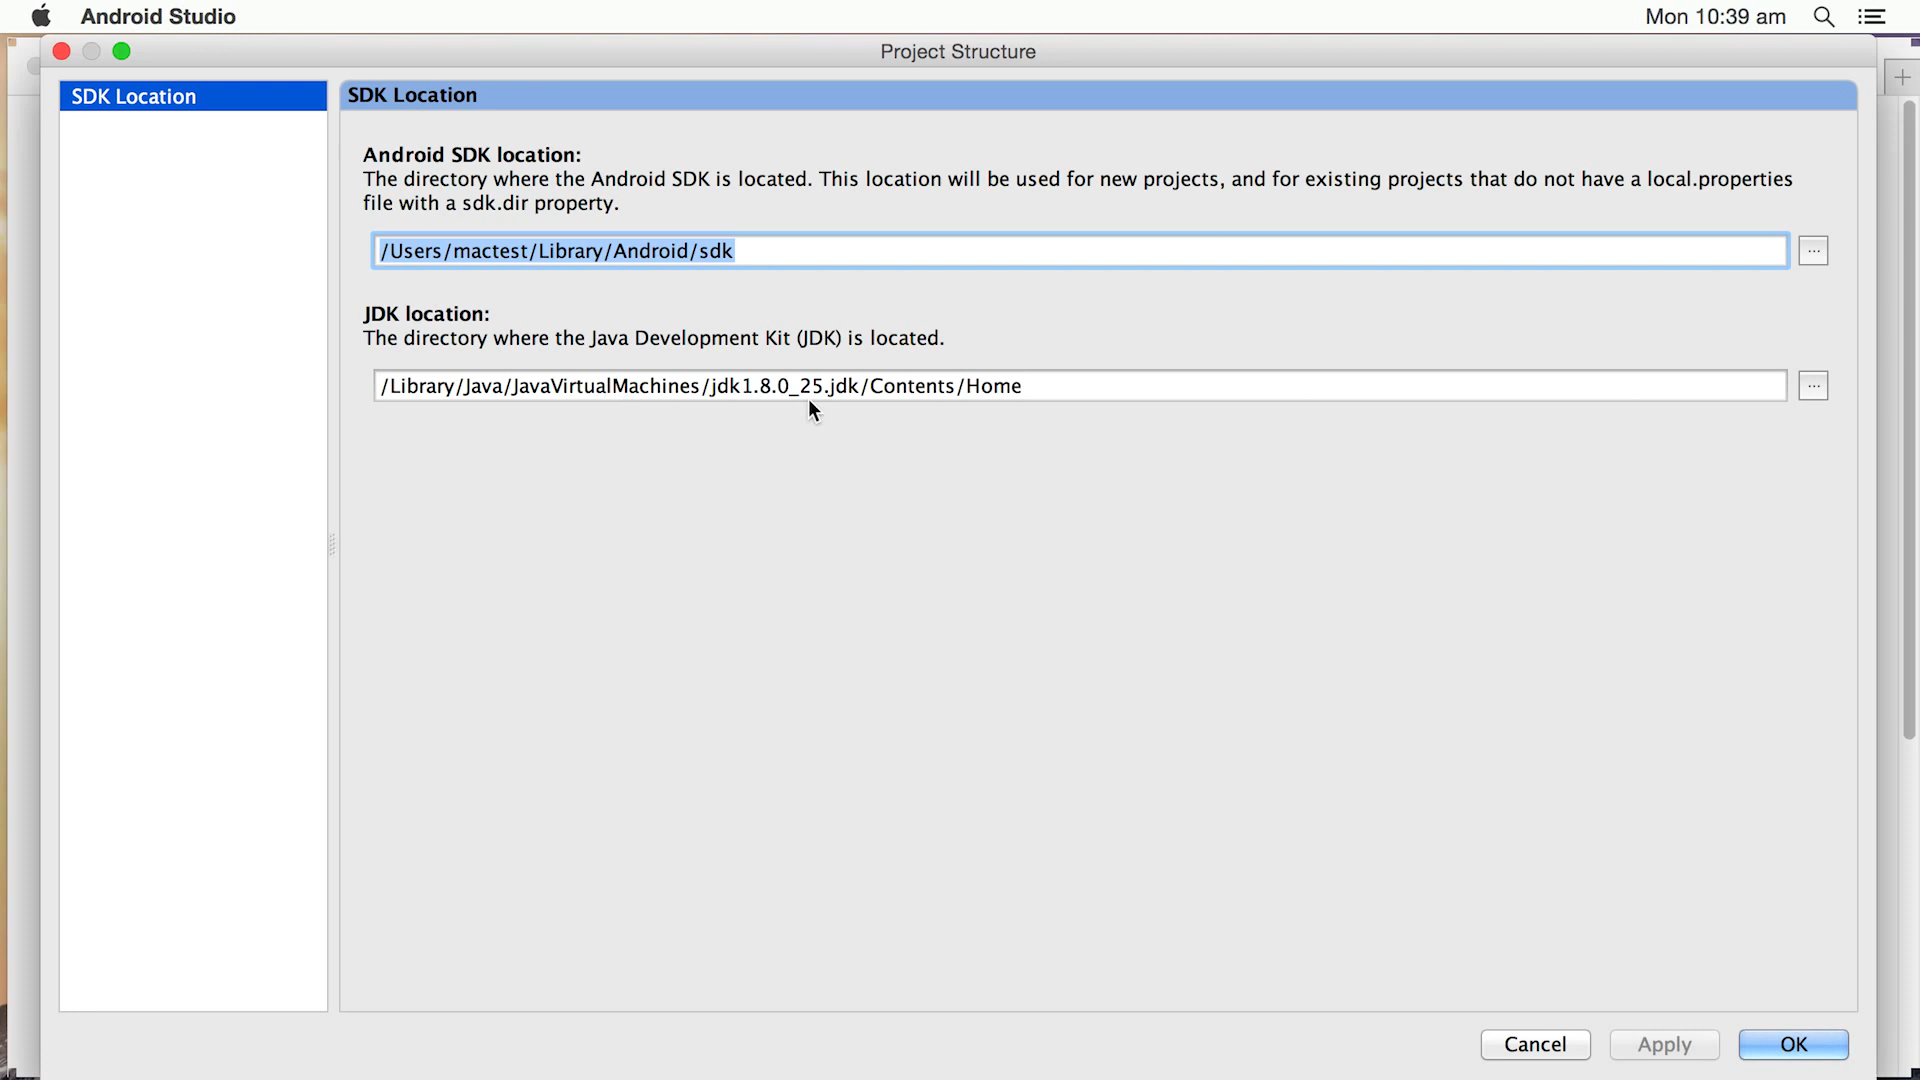 Android Studio
Mon 10:39 am
Project Structure
SDK Location
SDK Location
Android SDK location:
The directory where the Android SDK is located. This location will be used for new projects, and for existing projects that do not have a local.properties
file with a sdk.dir property.
/Users/mactest/Library/Android/sdk
...
JDK location:
The directory where the Java Development Kit (JDK) is located.
/Library/Java/JavaVirtualMachines/jdk1.8.0_25.jdk/Contents/Home
...
Cancel
Apply
OK